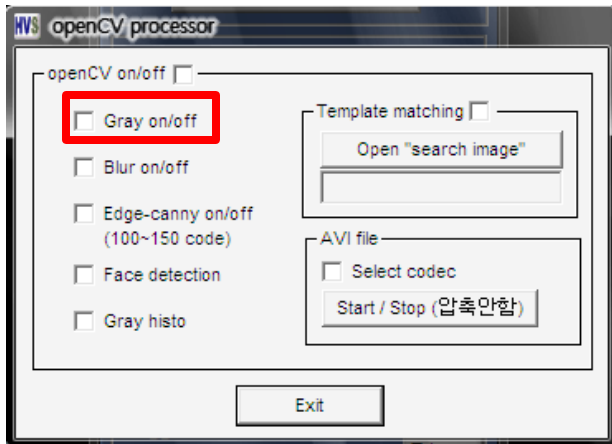 HVS openCV processor
openCV on/off
Gray on/off
Blur on/off
Edge-canny on/off
(100~150 code)
Face detection
Gray histo
Template matching
Open "search image"
AVI file
Select codec
Start / Stop (압축안함)
Exit